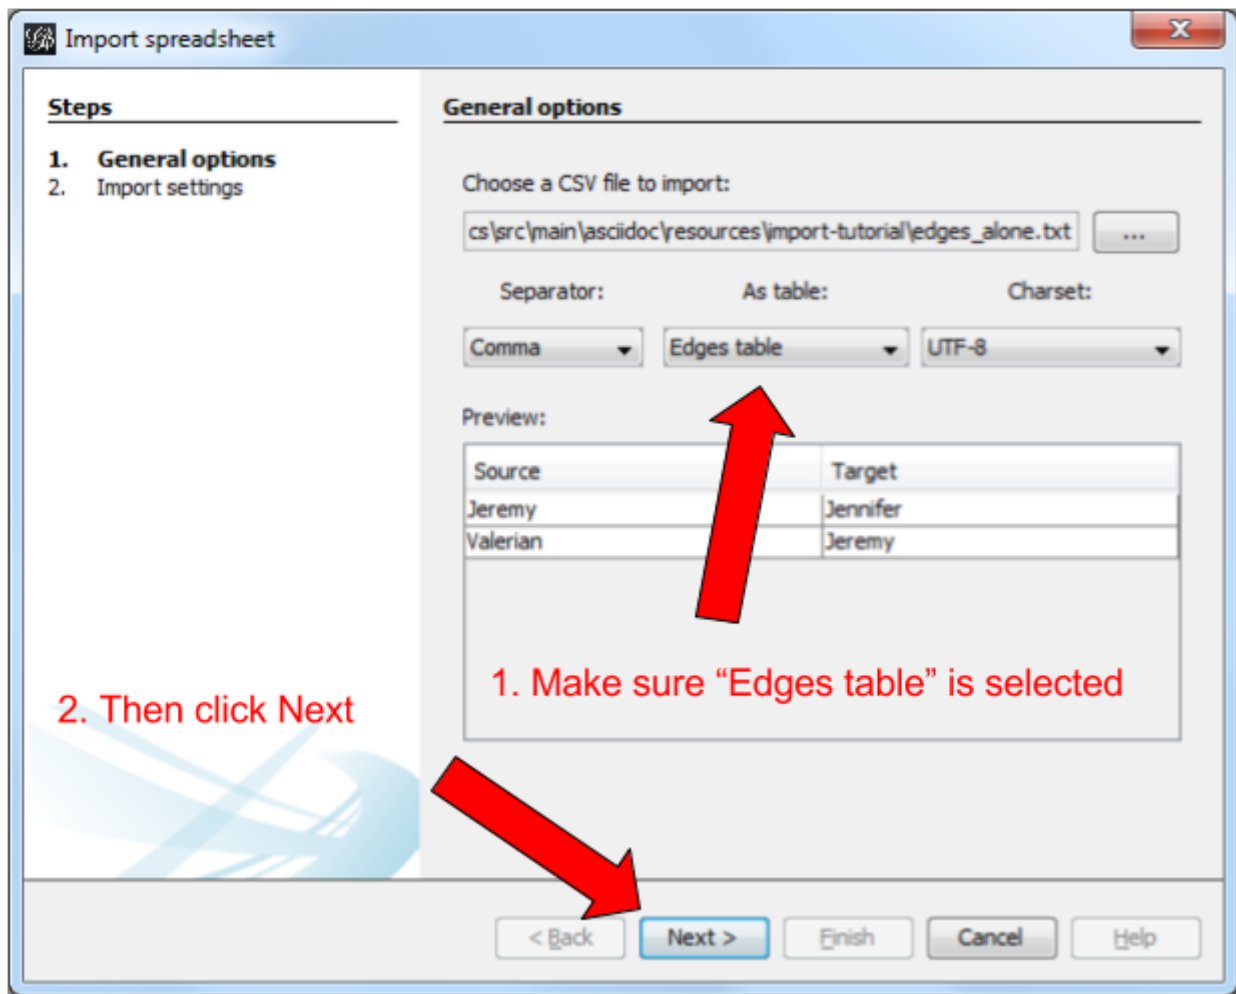 Import spreadsheet
Steps
1. General options
2. Import settings
General options
Choose a CSV file to import:
cs\src\main\asciidoc\resources\import-tutorial\edges_alone.txt ...
Separator: As table: Charset:
Comma Edges table UTF-8
Preview:
Source Target
Jeremy Jennifer
Valerian Jeremy
1. Make sure “Edges table” is selected
2. Then click Next
< Back Next > Finish Cancel Help